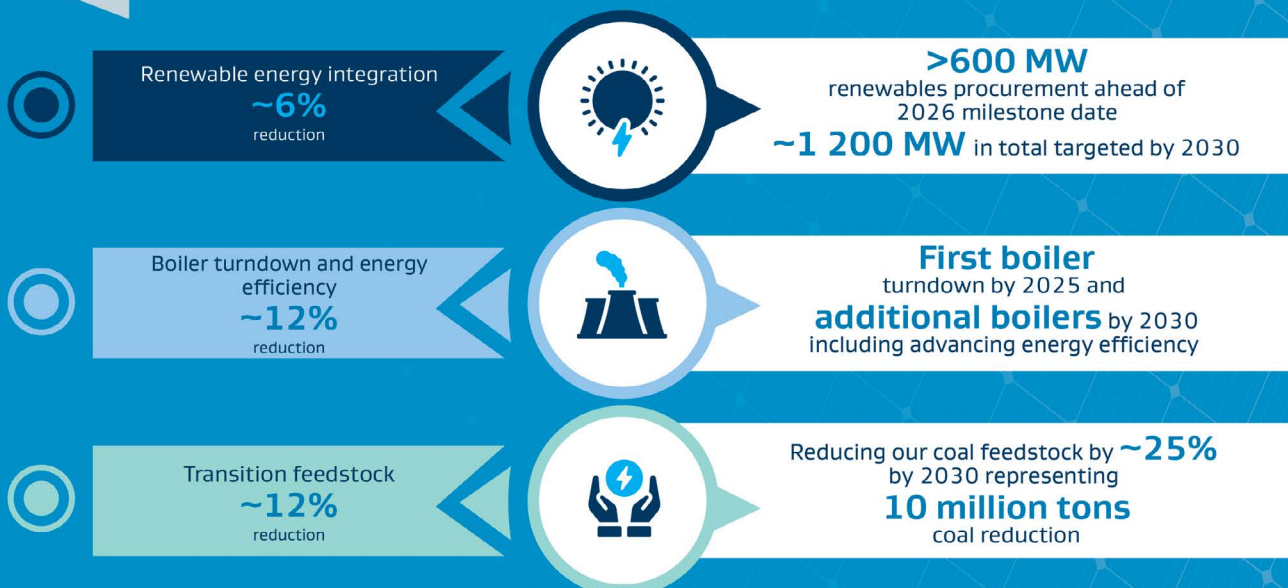 Renewable energy integration
~6%
reduction
>600 MW
renewables procurement ahead of
2026 milestone date
~1 200 MW in total targeted by 2030
Boiler turndown and energy
efficiency
~12%
reduction
First boiler
turndown by 2025 and
additional boilers by 2030
including advancing energy efficiency
Transition feedstock
~12%
reduction
Reducing our coal feedstock by ~25%
by 2030 representing
10 million tons
coal reduction